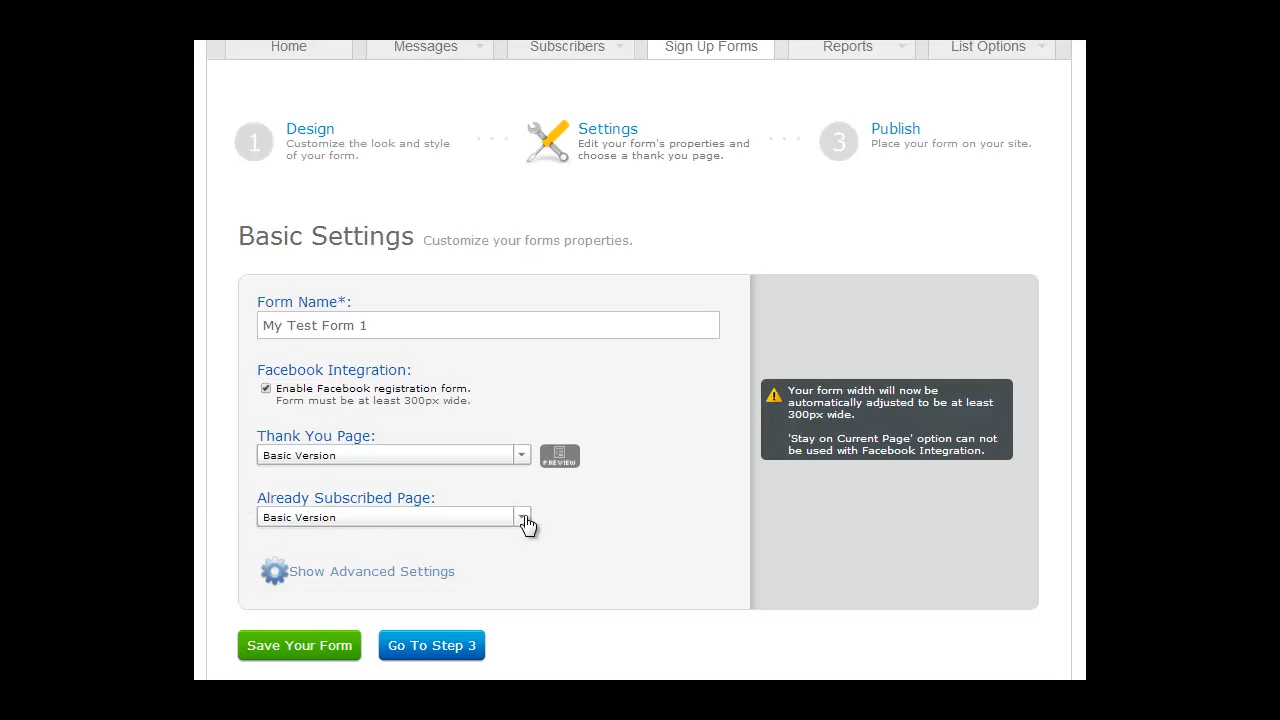 Home Messages Subscribers Sign Up Forms Reports List Options
1 Design
Customize the look and style
of your form.
Settings
Edit your form's properties and
choose a thank you page.
3 Publish
Place your form on your site.
Basic Settings Customize your forms properties.
Form Name*:
My Test Form 1
Facebook Integration:
Enable Facebook registration form.
Form must be at least 300px wide.
Your form width will now be
automatically adjusted to be at least
300px wide.
'Stay on Current Page' option can not
be used with Facebook Integration.
Thank You Page:
Basic Version
PREVIEW
Already Subscribed Page:
Basic Version
Show Advanced Settings
Save Your Form Go To Step 3